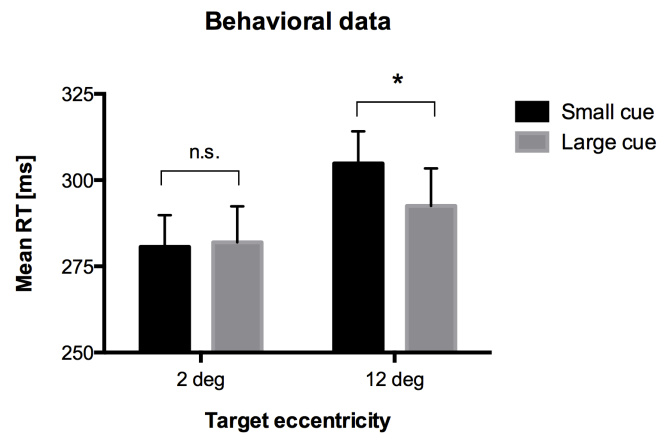 Behavioral data
*
n.s.
Small cue
Large cue
Mean RT [ms]
325
300
275
250
2 deg
12 deg
Target eccentricity